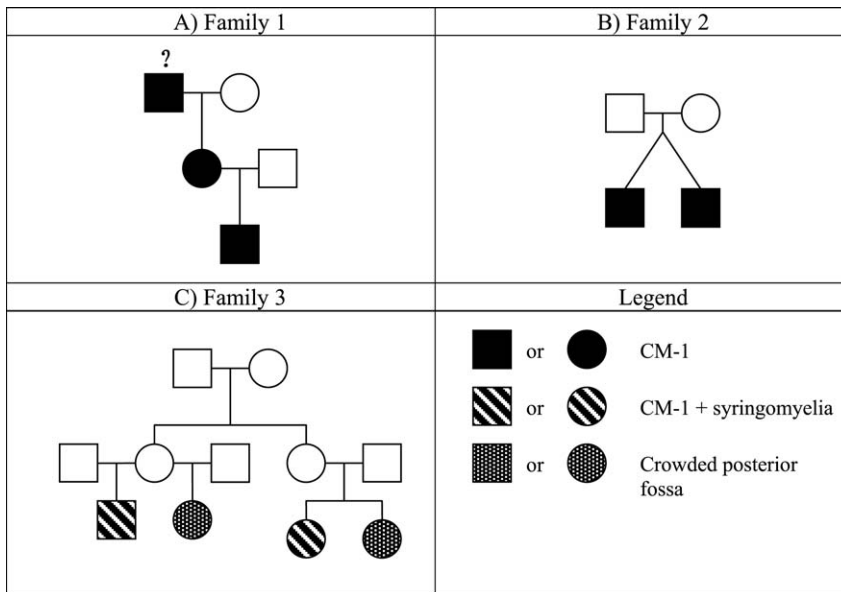 A) Family 1
B) Family 2
?
C) Family 3
Legend
or CM-1
or CM-1 + syringomyelia
or Crowded posterior
fossa